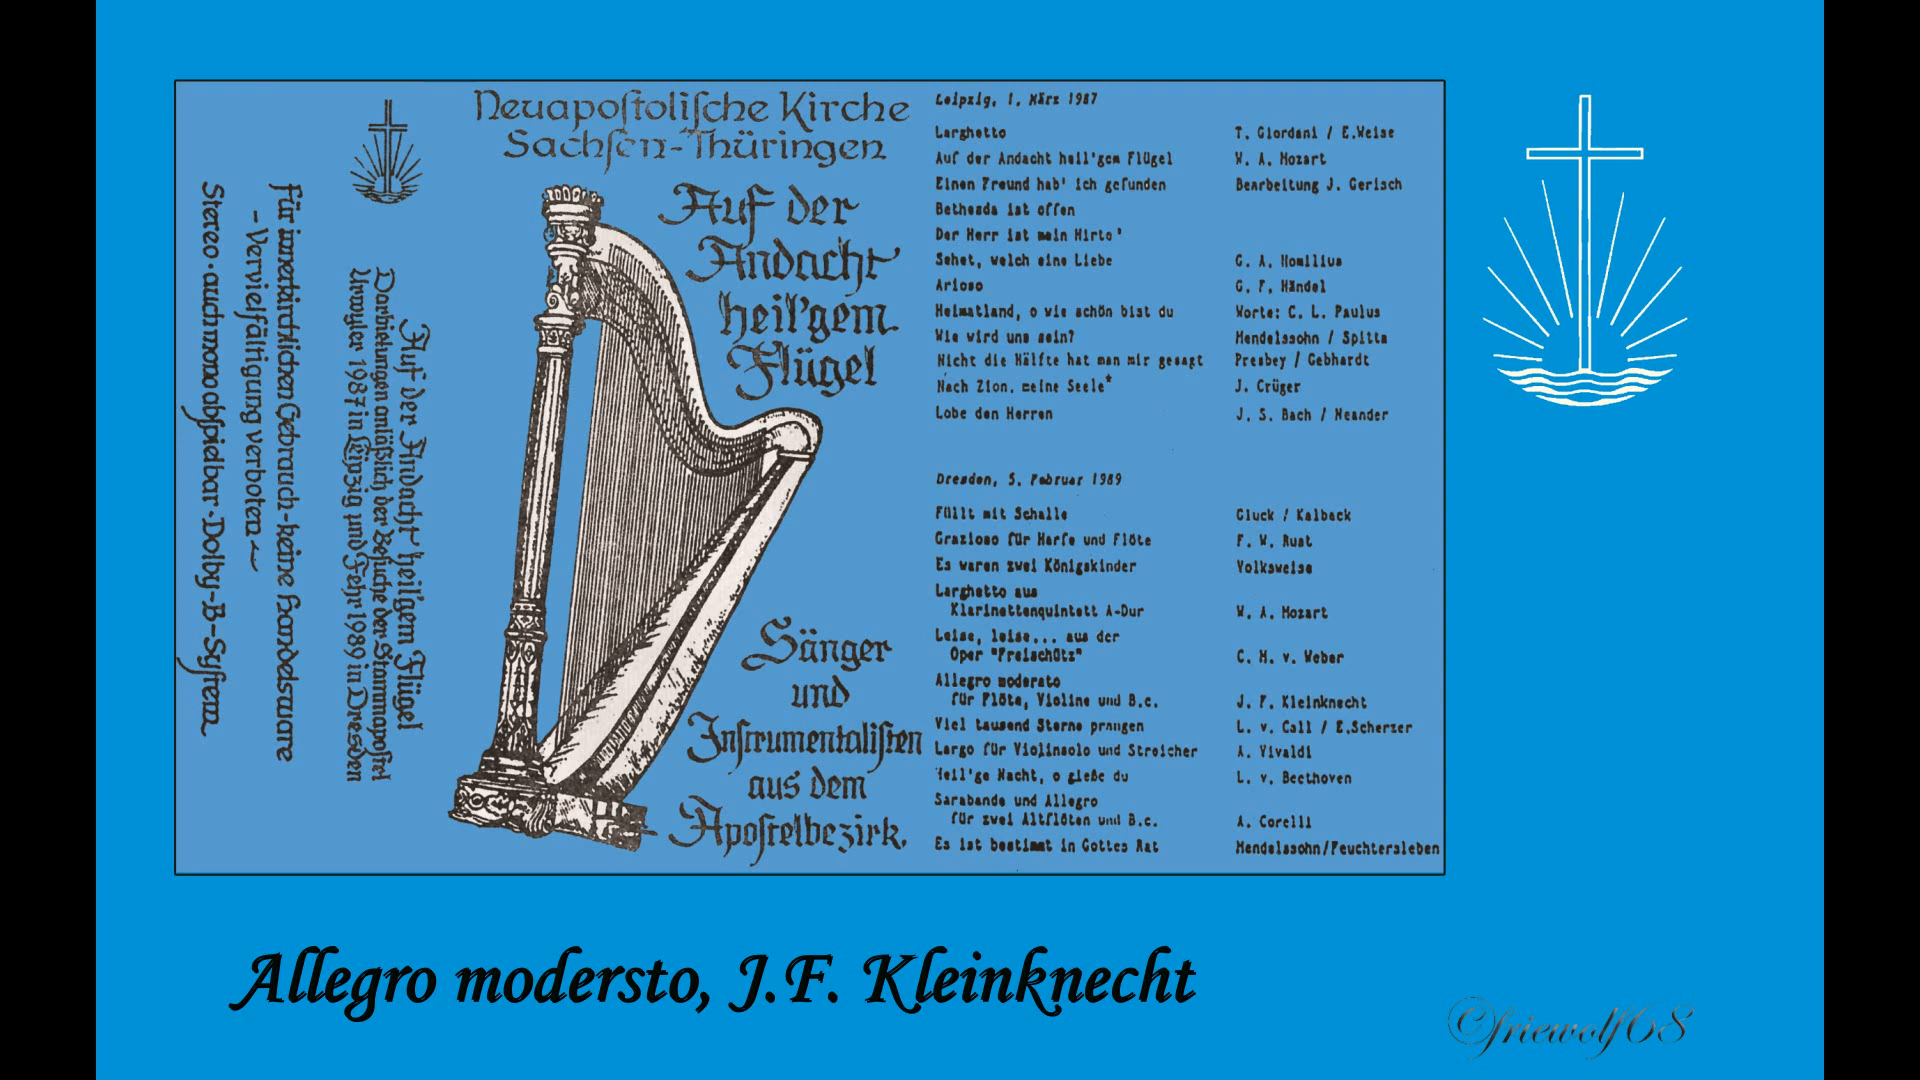 Neuapostolische Kirche
Sachsen-Thüringen
Auf der
Andacht
heil'gem
Flügel
Sänger
und
Instrumentalisten
aus dem
Apostelbezirk.
Auf der Andacht heil'gem Flügel
Darbietungen anläßlich der Besuche der Stammapostel
Urwyler 1987 in Leipzig und Fehr 1989 in Dresden
Für innerkirchlichen Gebrauch - keine Handelsware
- Vervielfältigung verboten ~
Stereo · auch mono abspielbar · Dolby-B-System
Leipzig, 1. März 1987
Larghetto T. Giordani / E.Weise
Auf der Andacht heil'gem Flügel W. A. Mozart
Einen Freund hab' ich gefunden Bearbeitung J. Gerisch
Bethesda ist offen
Der Herr ist mein Hirte'
Sehet, welch eine Liebe G. A. Homilius
Arioso G. F. Händel
Heimatland, o wie schön bist du Worte: C. L. Paulus
Wie wird uns sein? Mendelssohn / Spitta
Nicht die Hälfte hat man mir gesagt Presbey / Gebhardt
Nach Zion, meine Seele* J. Crüger
Lobe den Herren J. S. Bach / Neander
Dresden, 5. Februar 1989
Füllt mit Schalle Gluck / Kalback
Grazioso für Harfe und Flöte F. W. Rust
Es waren zwei Königskinder Volksweise
Larghetto aus
Klarinettenquintett A-Dur W. A. Mozart
Leise, leise... aus der
Oper "Freischütz" C. M. v. Weber
Allegro moderato
für Flöte, Violine und B.c. J. F. Kleinknecht
Viel tausend Sterne prangen L. v. Call / E.Scherzer
Largo für Violinsolo und Streicher A. Vivaldi
Heil'ge Nacht, o gieße du L. v. Beethoven
Sarabande und Allegro
für zwei Altflöten und B.c. A. Corelli
Es ist bestimmt in Gottes Rat Mendelssohn/Feuchtersleben
Allegro modersto, J.F. Kleinknecht
©friewolf68